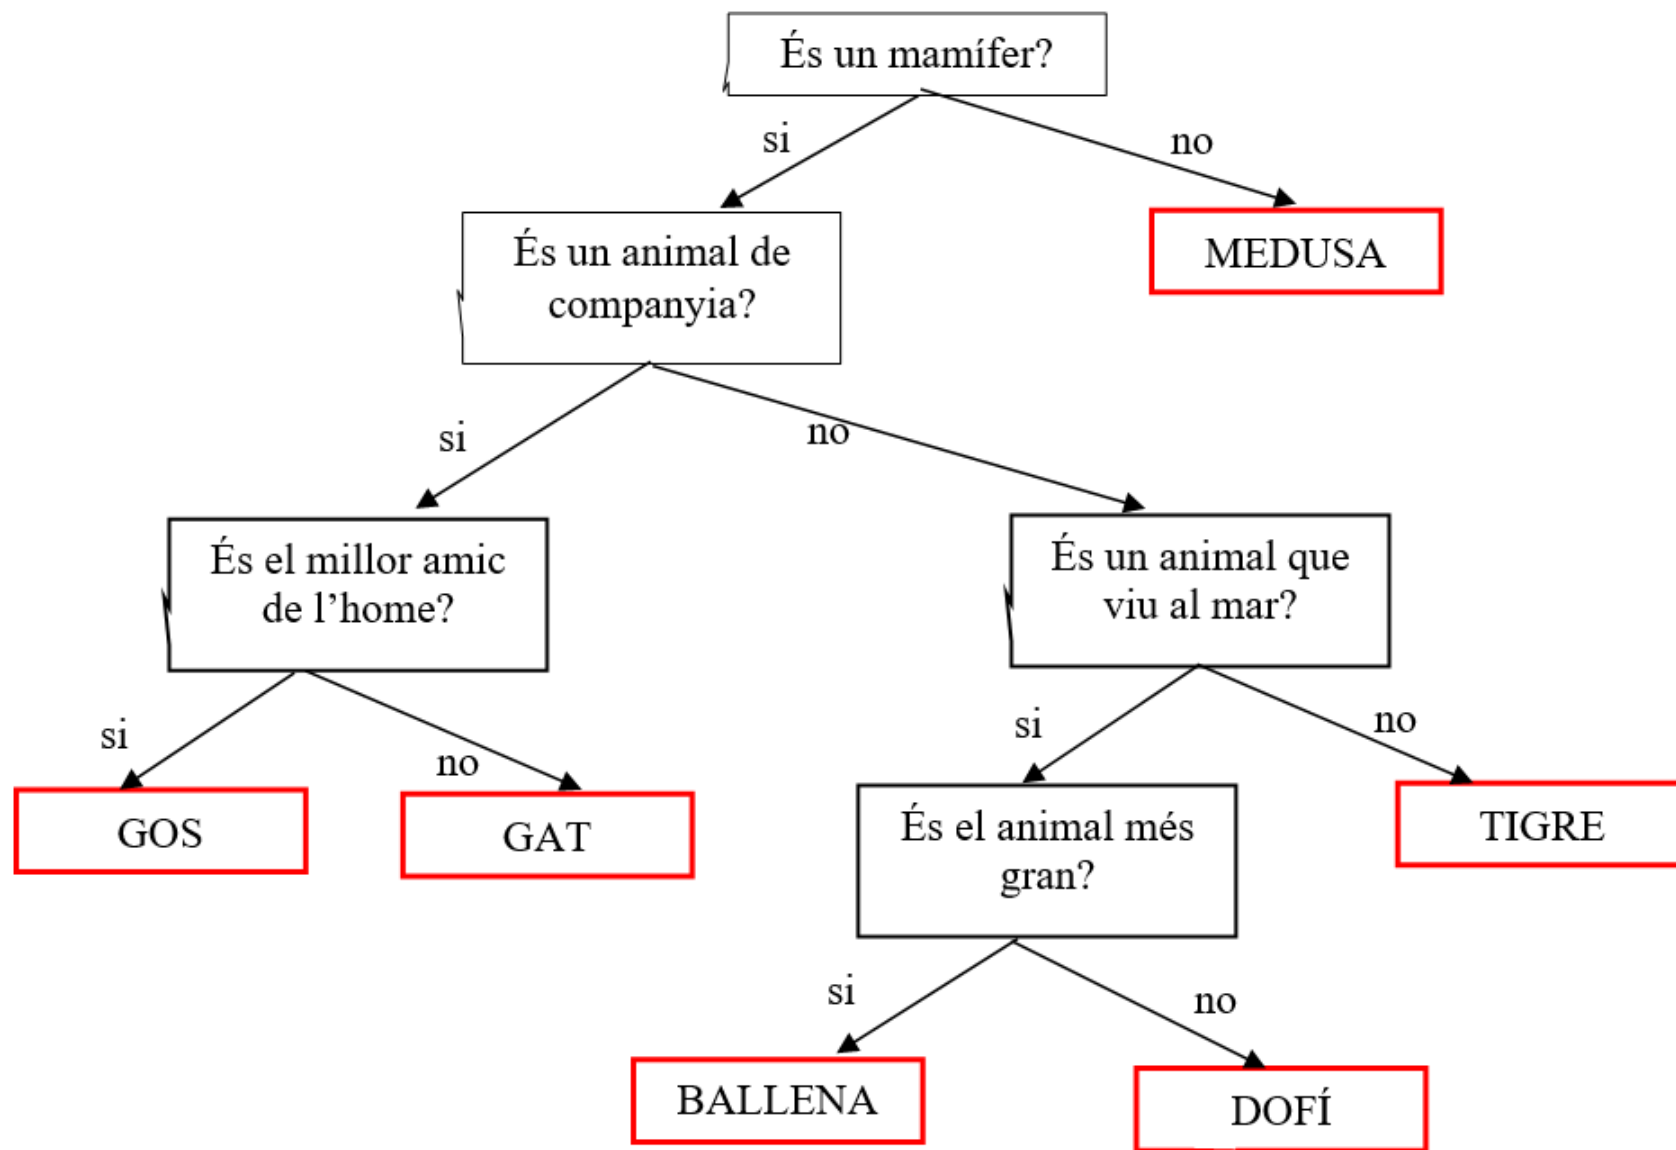 És un mamífer?
si
no
És un animal de
companyia?
MEDUSA
si
no
És el millor amic
de l’home?
És un animal que
viu al mar?
si
no
si
no
GOS
GAT
És el animal més
gran?
TIGRE
si
no
BALLENA
DOFÍ